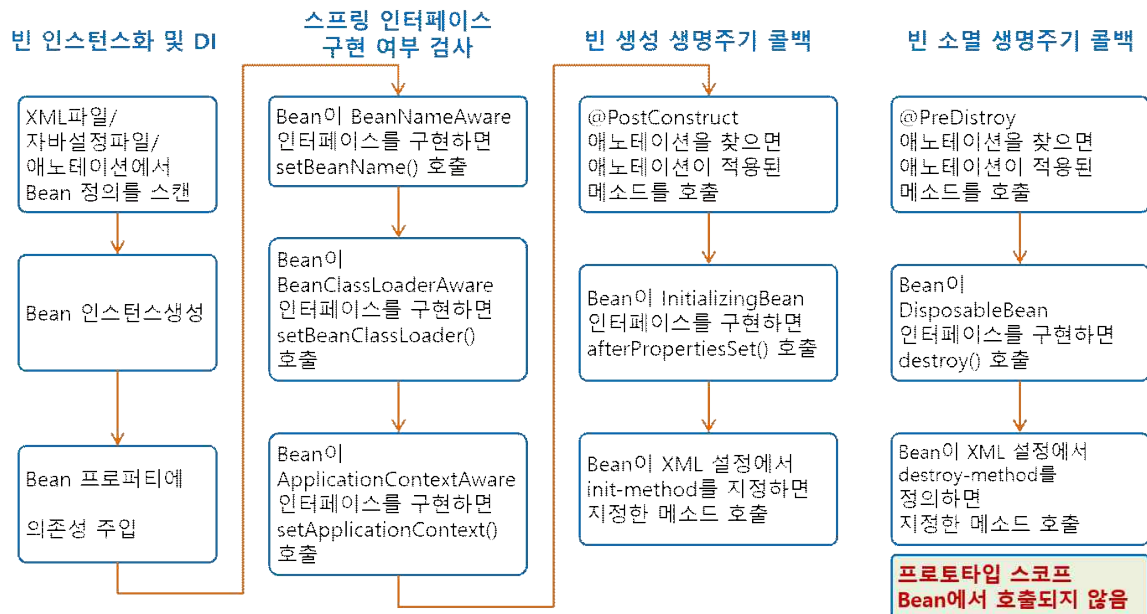 빈 인스턴스화 및 DI
XML파일/
자바설정파일/
애노테이션에서
Bean 정의를 스캔
Bean 인스턴스생성
Bean 프로퍼티에
의존성 주입
스프링 인터페이스
구현 여부 검사
Bean이 BeanNameAware
인터페이스를 구현하면
setBeanName() 호출
Bean이
BeanClassLoaderAware
인터페이스를 구현하면
setBeanClassLoader()
호출
Bean이
ApplicationContextAware
인터페이스를 구현하면
setApplicationContext()
호출
빈 생성 생명주기 콜백
@PostConstruct
애노테이션을 찾으면
애노테이션이 적용된
메소드를 호출
Bean이 InitializingBean
인터페이스를 구현하면
afterPropertiesSet() 호출
Bean이 XML 설정에서
init-method를 지정하면
지정한 메소드 호출
빈 소멸 생명주기 콜백
@PreDistroy
애노테이션을 찾으면
애노테이션이 적용된
메소드를 호출
Bean이
DisposableBean
인터페이스를 구현하면
destroy() 호출
Bean이 XML 설정에서
destroy-method를
정의하면
지정한 메소드 호출
프로토타입 스코프
Bean에서 호출되지 않음